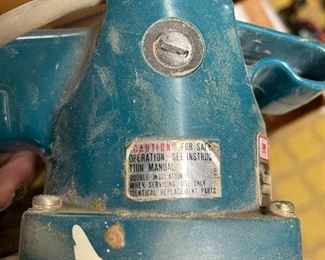 CAUTION: FOR SAFE
OPERATION, SEE INSTRUC-
TION MANUAL.
DOUBLE INSULATION
WHEN SERVICING USE ONLY
IDENTICAL REPLACEMENT PARTS